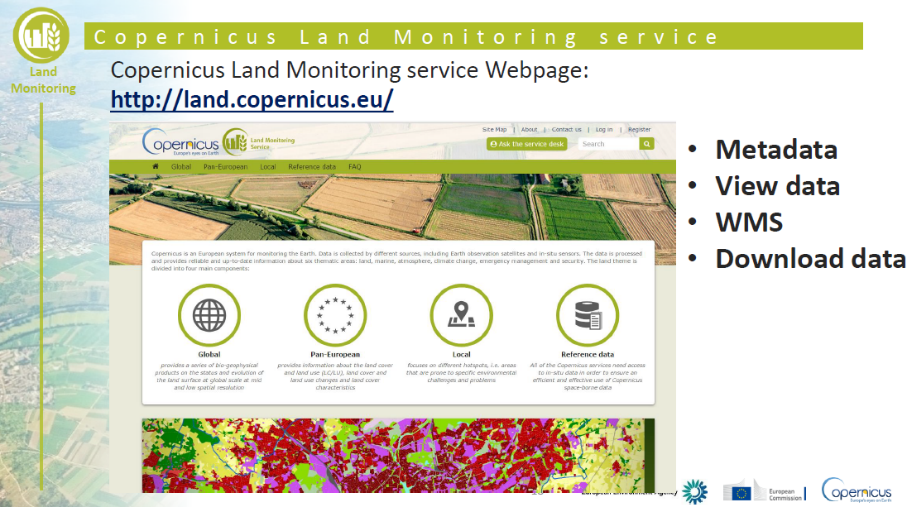 Copernicus Land Monitoring service
Land
Monitoring
Copernicus Land Monitoring service Webpage:
http://land.copernicus.eu/
Site Map | About | Contact us | Log in | Register
opernicus
Europe's eyes on Earth
Land Monitoring
Service
Ask the service desk
Search
Global Pan-European Local Reference data FAQ
Copernicus is an European system for monitoring the Earth. Data is collected by different sources, including Earth observation satellites and in-situ sensors. The data is processed
and provides reliable and up-to-date information about six thematic areas: land, marine, atmosphere, climate change, emergency management and security. The land theme is
divided into four main components:
Global
provides a series of bio-geophysical
products on the status and evolution of
the land surface at global scale at mid
and low spatial resolution
Pan-European
provides information about the land cover
and land use (LC/LU), land cover and
land use changes and land cover
characteristics
Local
focuses on different hotspots, i.e. areas
that are prone to specific environmental
challenges and problems
Reference data
All of the Copernicus services need access
to in-situ data in order to ensure an
efficient and effective use of Copernicus
space-borne data
• Metadata
• View data
• WMS
• Download data
European
Commission
opernicus
Europe's eyes on Earth